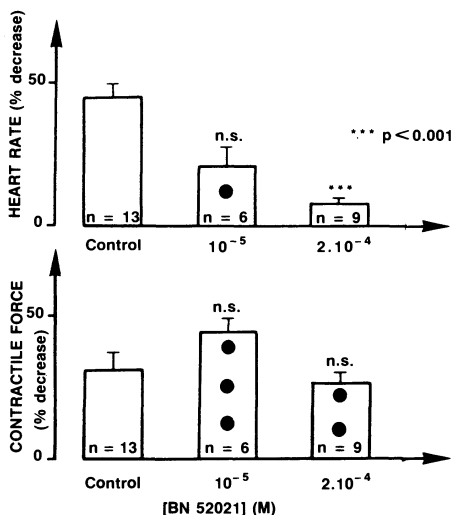 HEART RATE (% decrease)
50
0
n.s.
*** p < 0.001
***
n = 13
n = 6
n = 9
Control
10⁻⁵
2.10⁻⁴
CONTRACTILE FORCE
(% decrease)
50
0
n.s.
n.s.
n = 13
n = 6
n = 9
Control
10⁻⁵
2.10⁻⁴
[BN 52021] (M)